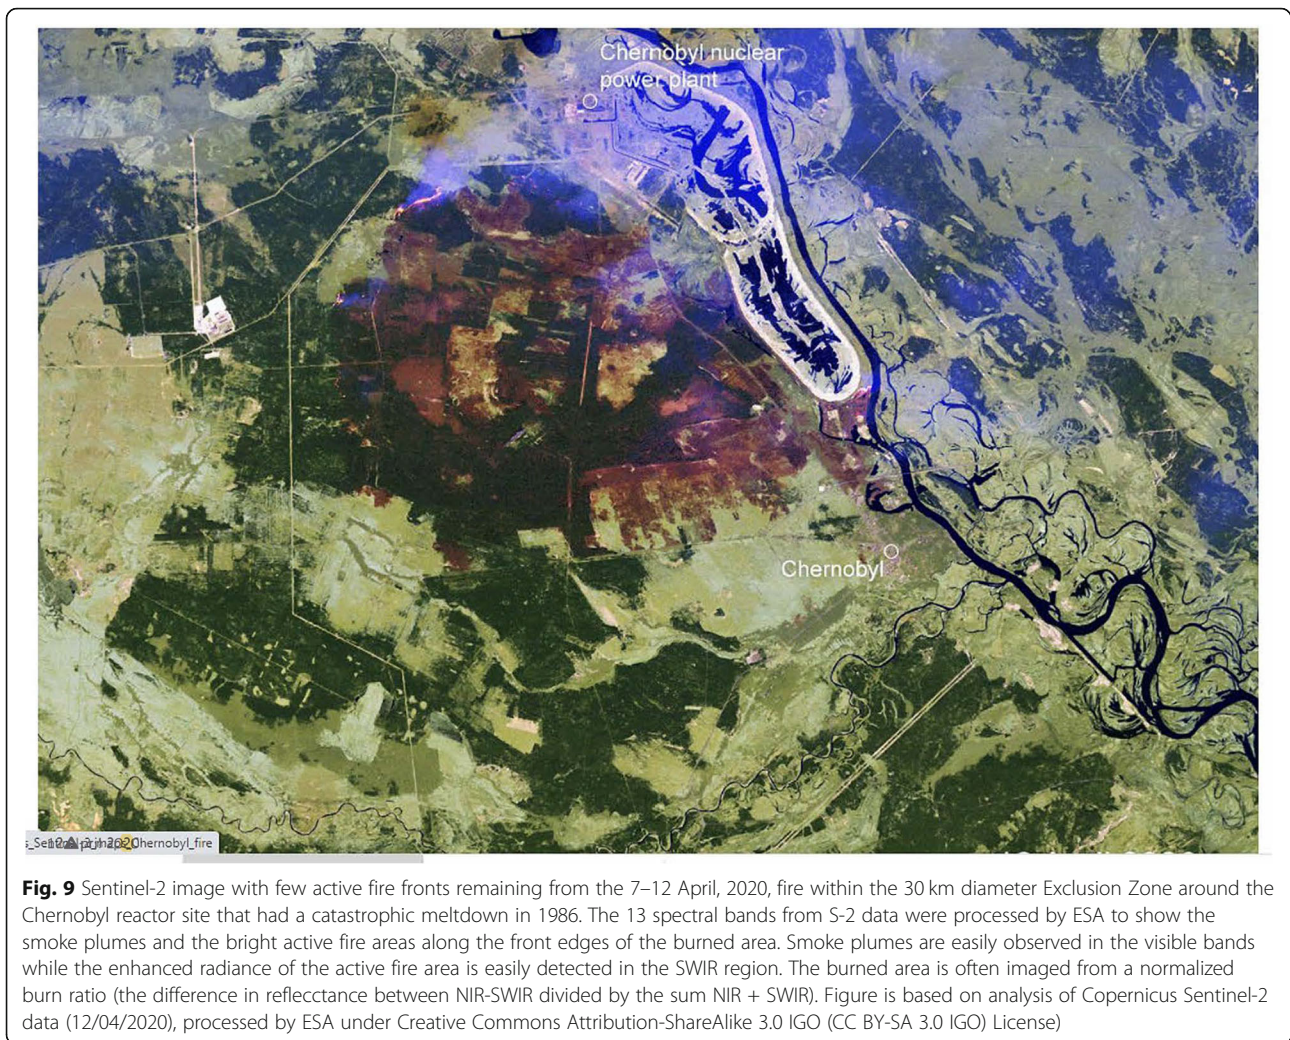 Chernobyl nuclear
power plant
Chernobyl
Chernobyl_fire
Fig. 9 Sentinel-2 image with few active fire fronts remaining from the 7–12 April, 2020, fire within the 30 km diameter Exclusion Zone around the
Chernobyl reactor site that had a catastrophic meltdown in 1986. The 13 spectral bands from S-2 data were processed by ESA to show the
smoke plumes and the bright active fire areas along the front edges of the burned area. Smoke plumes are easily observed in the visible bands
while the enhanced radiance of the active fire area is easily detected in the SWIR region. The burned area is often imaged from a normalized
burn ratio (the difference in reflecctance between NIR-SWIR divided by the sum NIR + SWIR). Figure is based on analysis of Copernicus Sentinel-2
data (12/04/2020), processed by ESA under Creative Commons Attribution-ShareAlike 3.0 IGO (CC BY-SA 3.0 IGO) License)